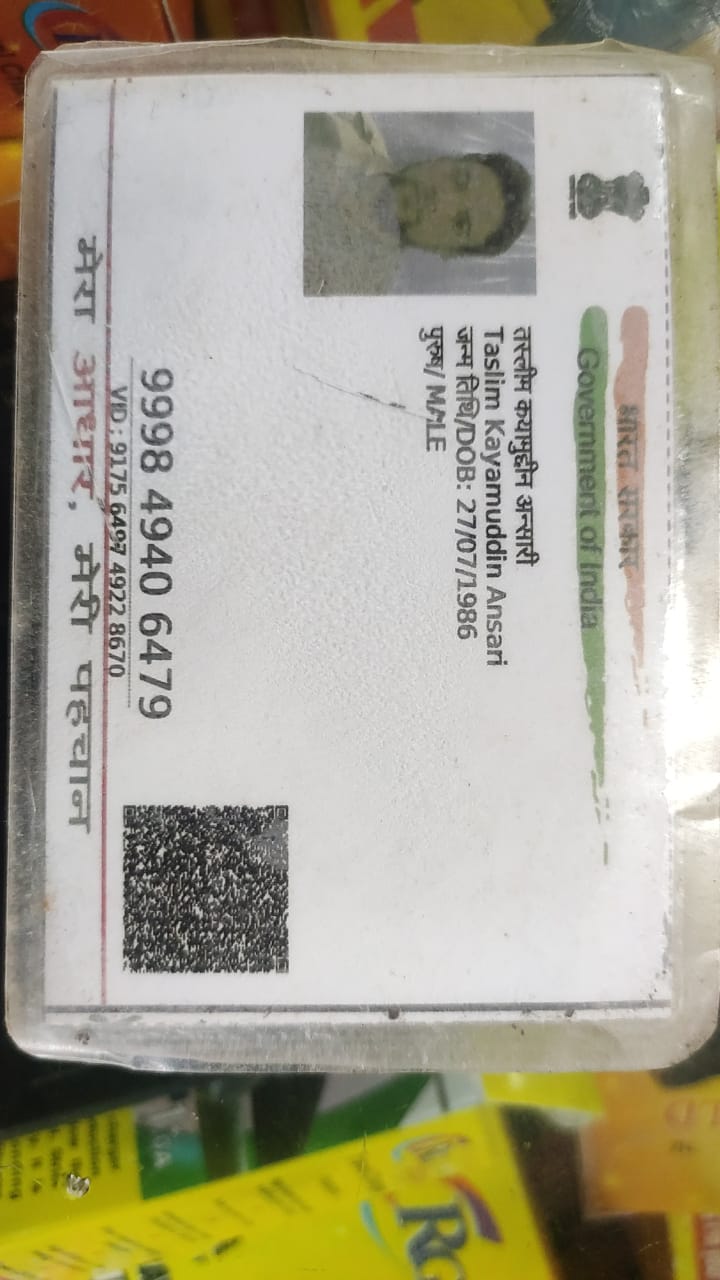 भारत सरकार
Government of India
तस्लीम कयामुद्दीन अन्सारी
Taslim Kayamuddin Ansari
जन्म तिथि/DOB: 27/07/1986
पुरुष/ MALE
9998 4940 6479
VID : 9175 6497 4922 8670
मेरा आधार, मेरी पहचान
RG